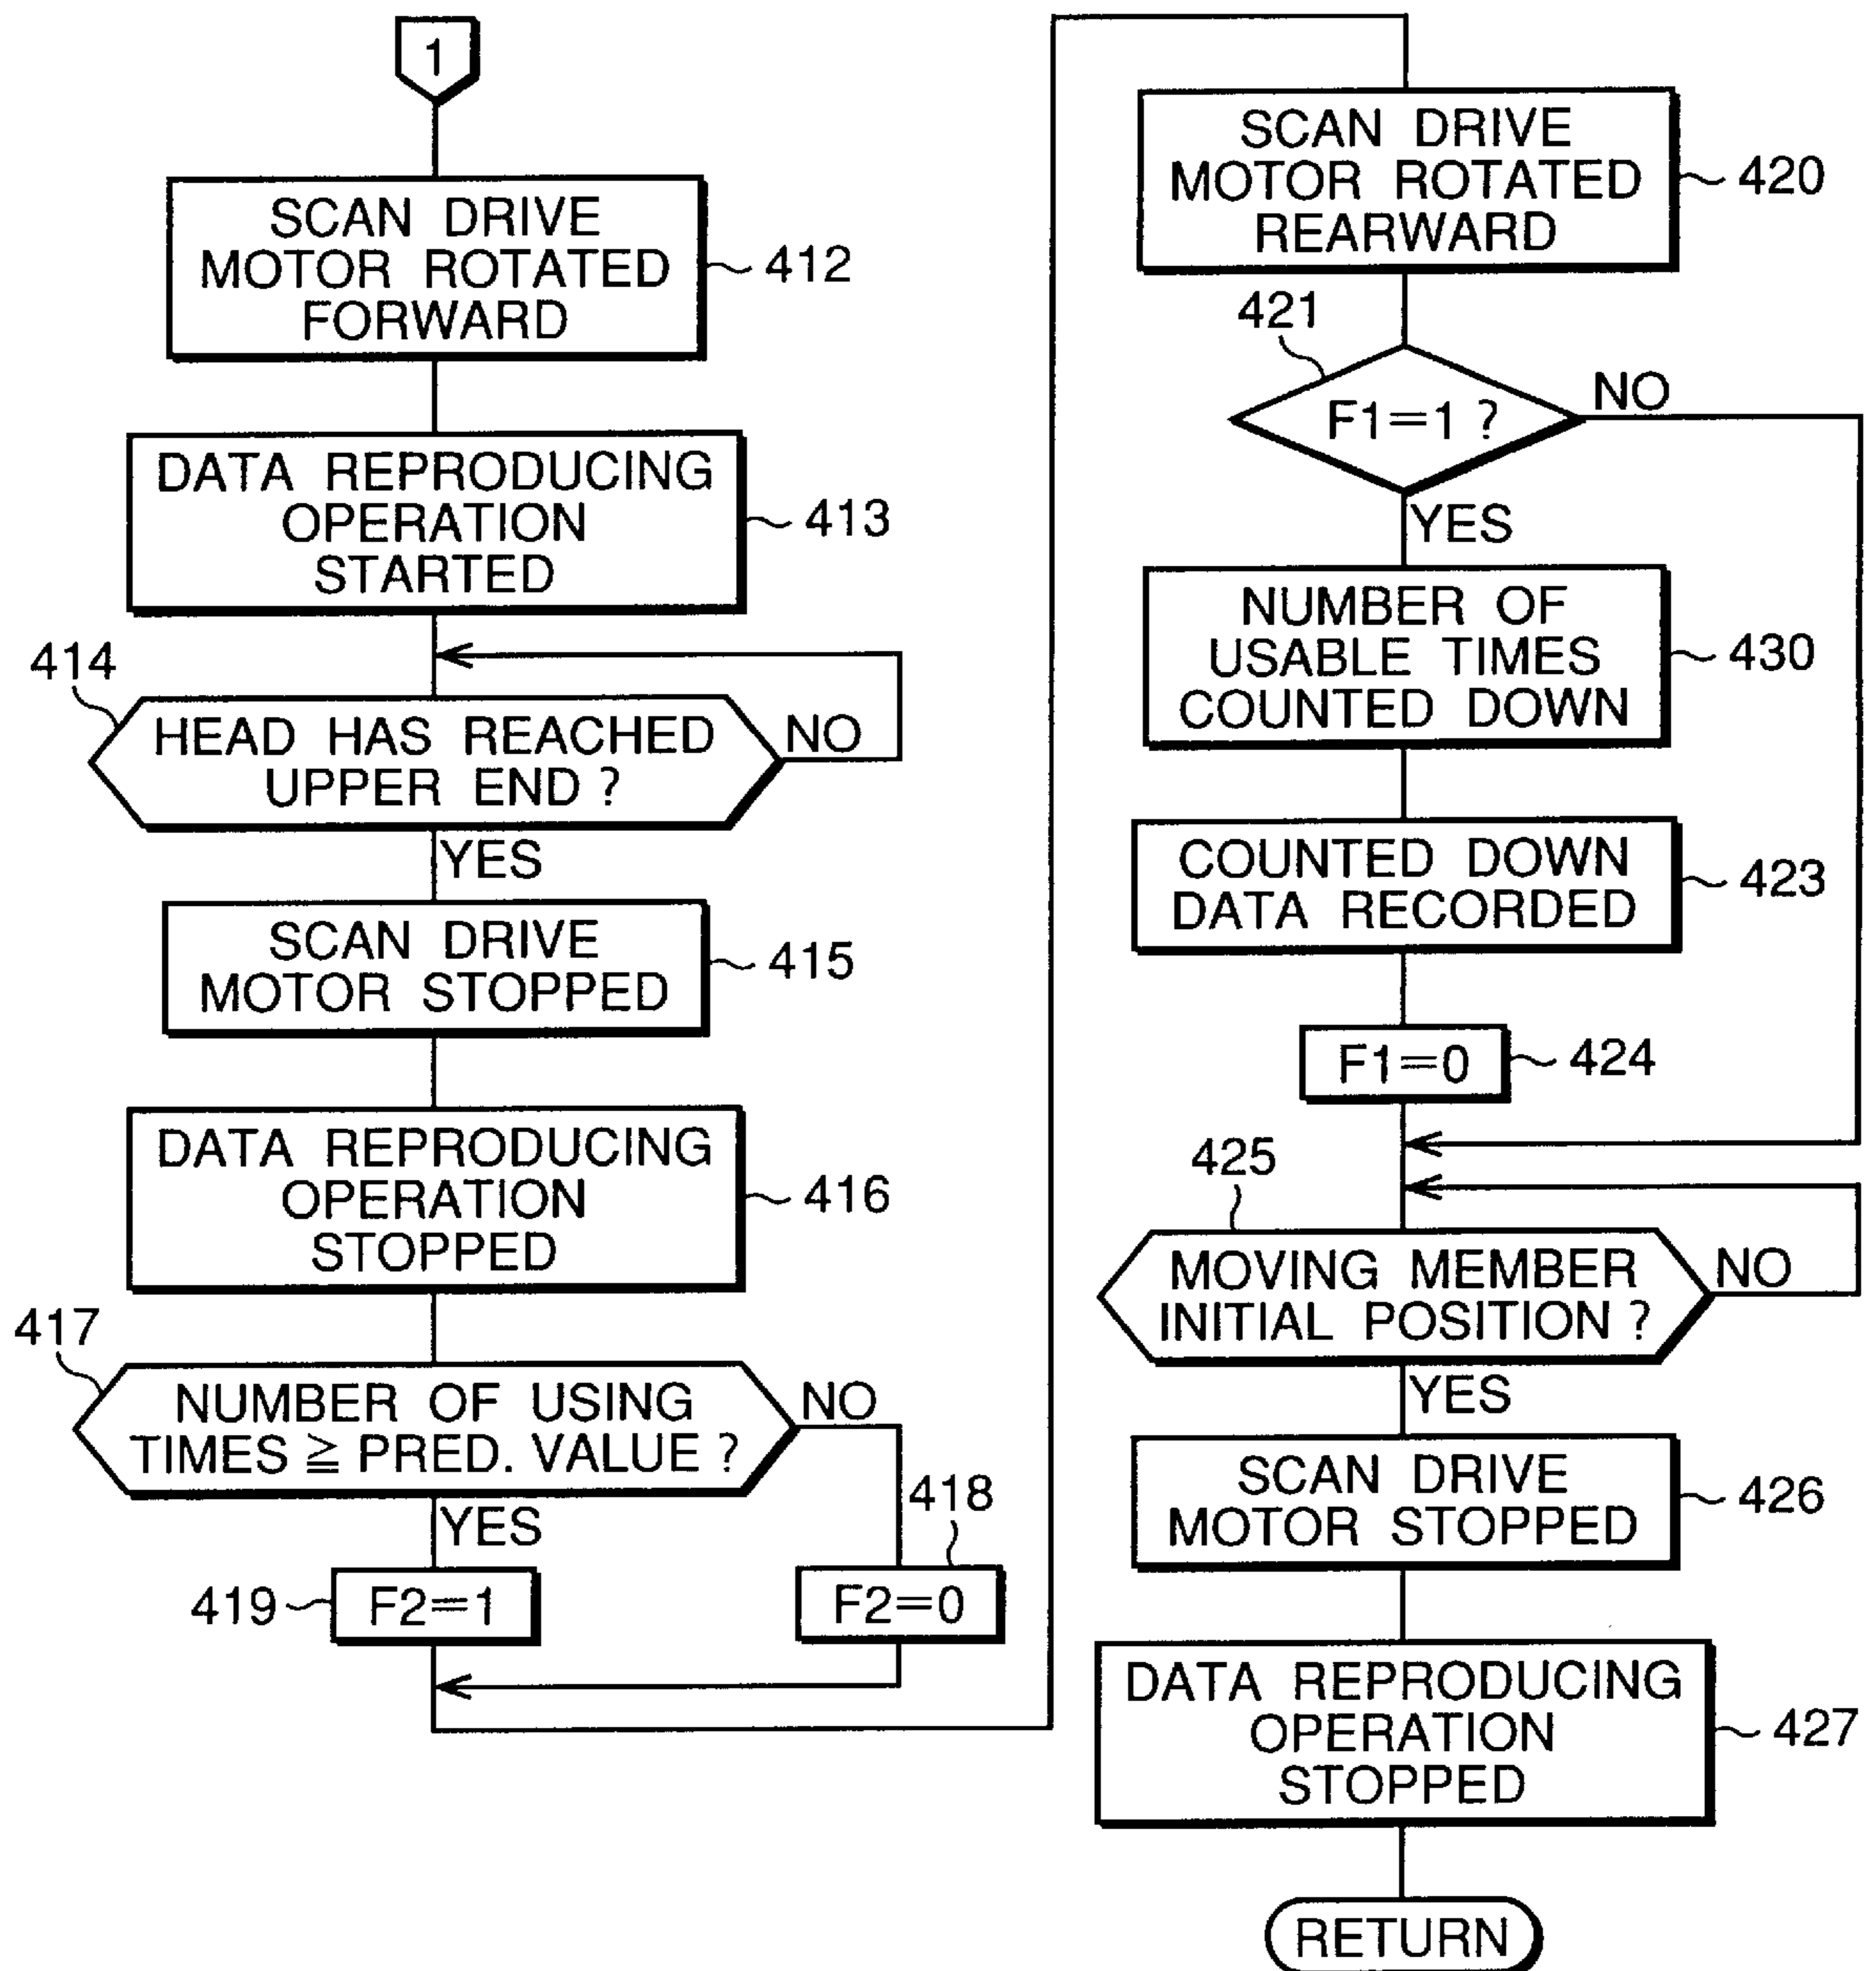 1
SCAN DRIVE
MOTOR ROTATED
FORWARD
412
DATA REPRODUCING
OPERATION
STARTED
413
414
HEAD HAS REACHED
UPPER END ?
NO
YES
SCAN DRIVE
MOTOR STOPPED
415
DATA REPRODUCING
OPERATION
STOPPED
416
417
NUMBER OF USING
TIMES ≧ PRED. VALUE ?
NO
YES
418
419
F2=1
F2=0
SCAN DRIVE
MOTOR ROTATED
REARWARD
420
421
F1=1 ?
NO
YES
NUMBER OF
USABLE TIMES
COUNTED DOWN
430
COUNTED DOWN
DATA RECORDED
423
F1=0
424
425
MOVING MEMBER
INITIAL POSITION ?
NO
YES
SCAN DRIVE
MOTOR STOPPED
426
DATA REPRODUCING
OPERATION
STOPPED
427
RETURN